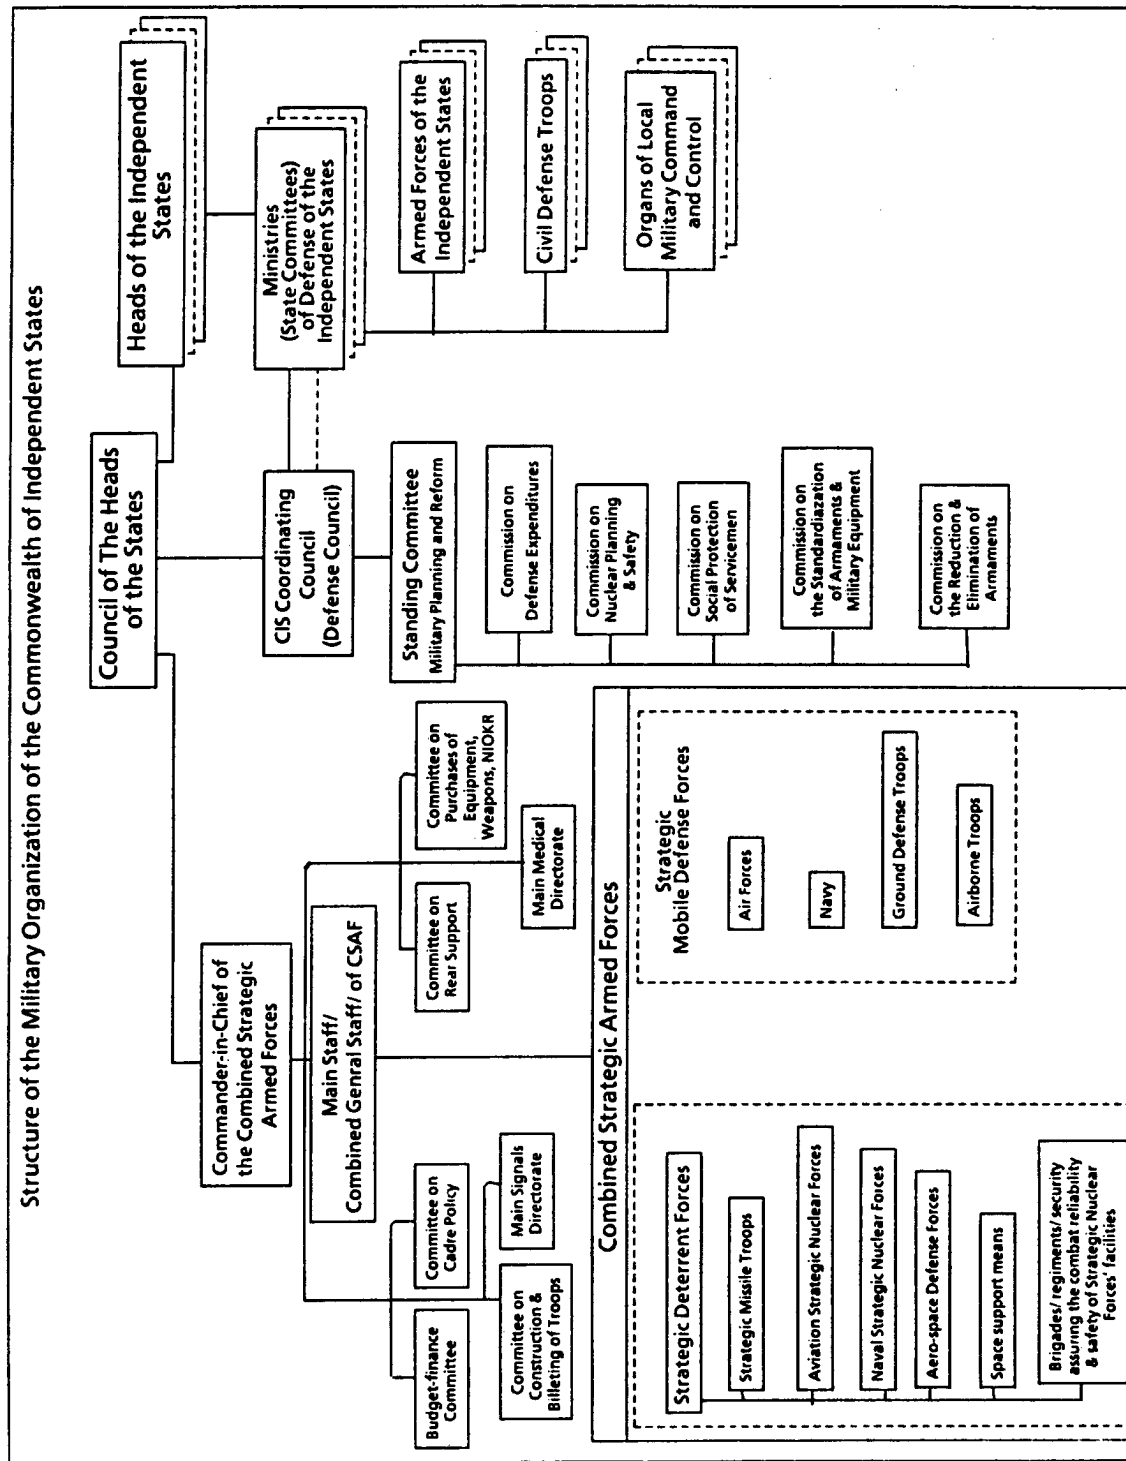 Structure of the Military Organization of the Commonwealth of Independent States
Council of The Heads
of the States
Heads of the Independent
States
Commander-in-Chief of
the Combined Strategic
Armed Forces
CIS Coordinating
Council
(Defense Council)
Ministries
(State Committees)
of Defense of the
Independent States
Main Staff/
Combined Genral Staff/ of CSAF
Standing Committee
Military Planning and Reform
Armed Forces of the
Independent States
Civil Defense Troops
Organs of Local
Military Command
and Control
Budget-finance
Committee
Committee on
Cadre Policy
Committee on
Rear Support
Committee on
Purchases of
Equipment,
Weapons, NIOKR
Committee on
Construction &
Billeting of Troops
Main Signals
Directorate
Main Medical
Directorate
Commission on
Defense Expenditures
Commission on
Nuclear Planning
& Safety
Commission on
Social Protection
of Servicemen
Commission on
the Standardiazation
of Armaments &
Military Equipment
Commission on
the Reduction &
Elimination of
Armaments
Combined Strategic Armed Forces
Strategic Deterrent Forces
Strategic Missile Troops
Aviation Strategic Nuclear Forces
Naval Strategic Nuclear Forces
Aero-space Defense Forces
Space support means
Brigades/ regiments/ security
assuring the combat reliability
& safety of Strategic Nuclear
Forces' facilities
Strategic
Mobile Defense Forces
Air Forces
Navy
Ground Defense Troops
Airborne Troops